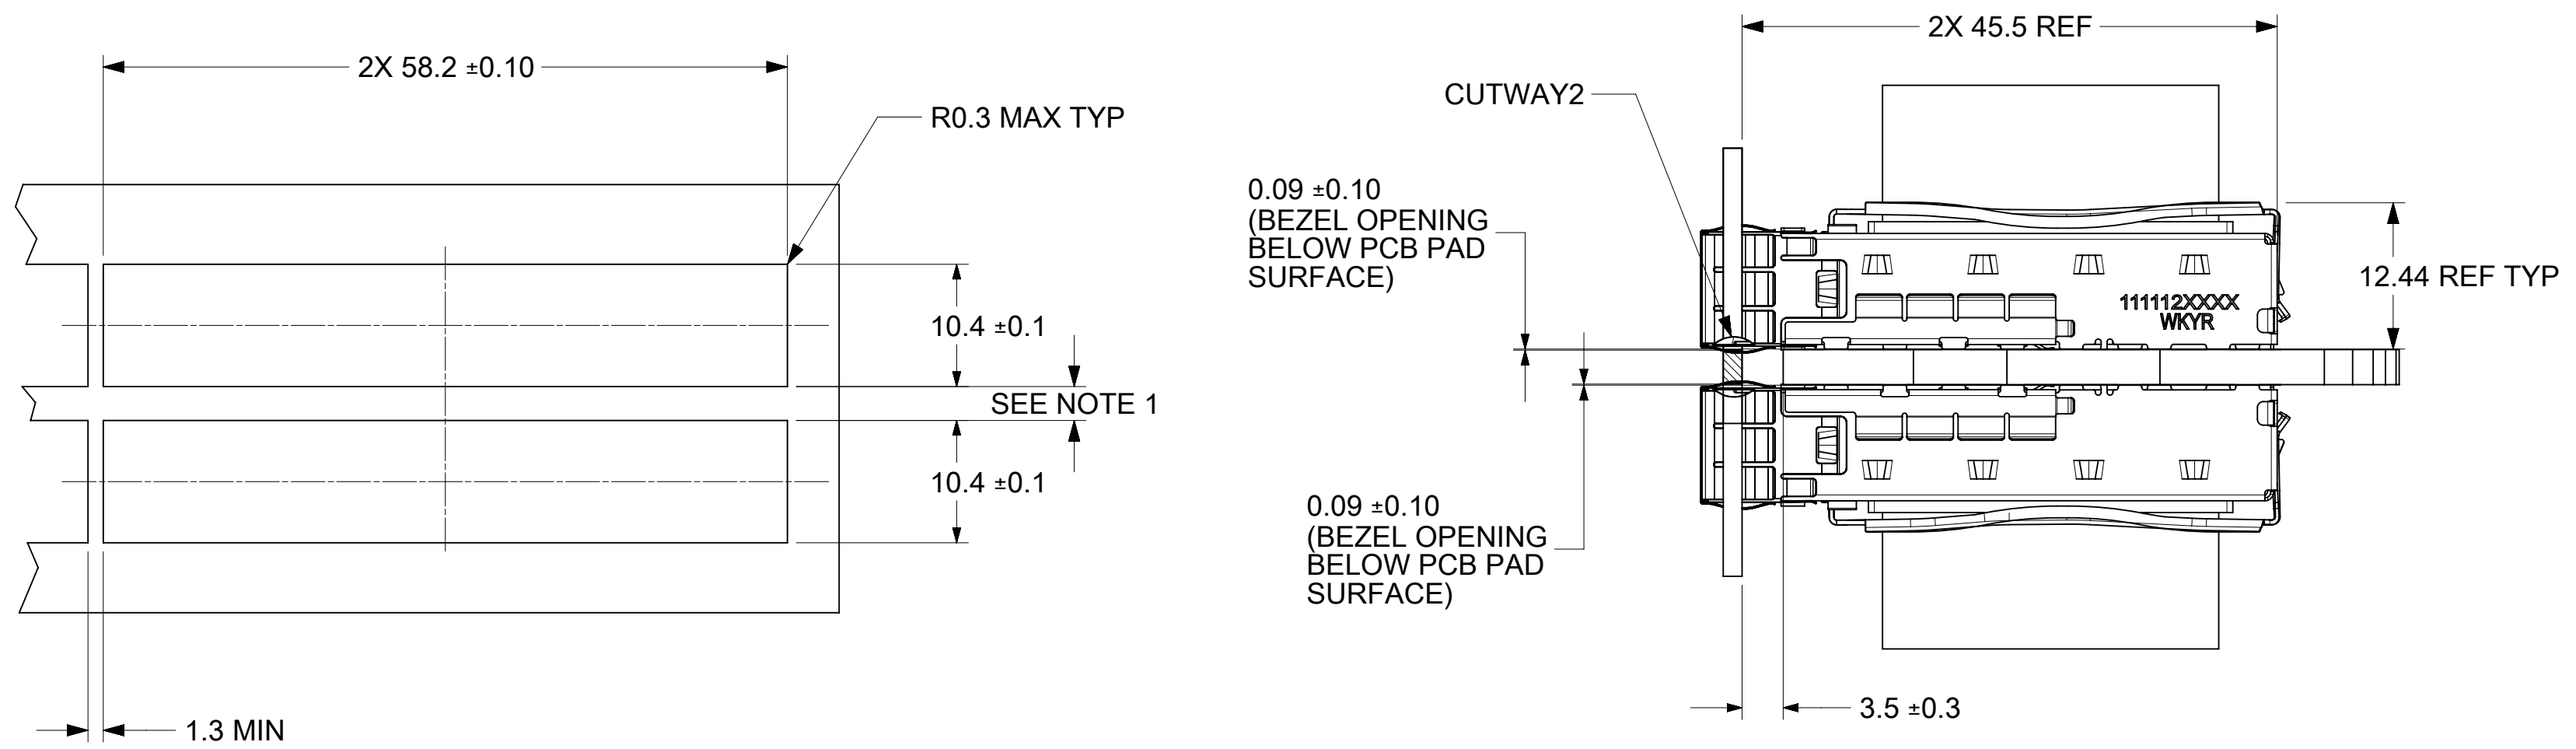 2X 58.2 ±0.10
R0.3 MAX TYP
10.4 ±0.1
SEE NOTE 1
10.4 ±0.1
1.3 MIN
2X 45.5 REF
CUTWAY2
0.09 ±0.10
(BEZEL OPENING
BELOW PCB PAD
SURFACE)
12.44 REF TYP
111112XXXX
WKYR
0.09 ±0.10
(BEZEL OPENING
BELOW PCB PAD
SURFACE)
3.5 ±0.3